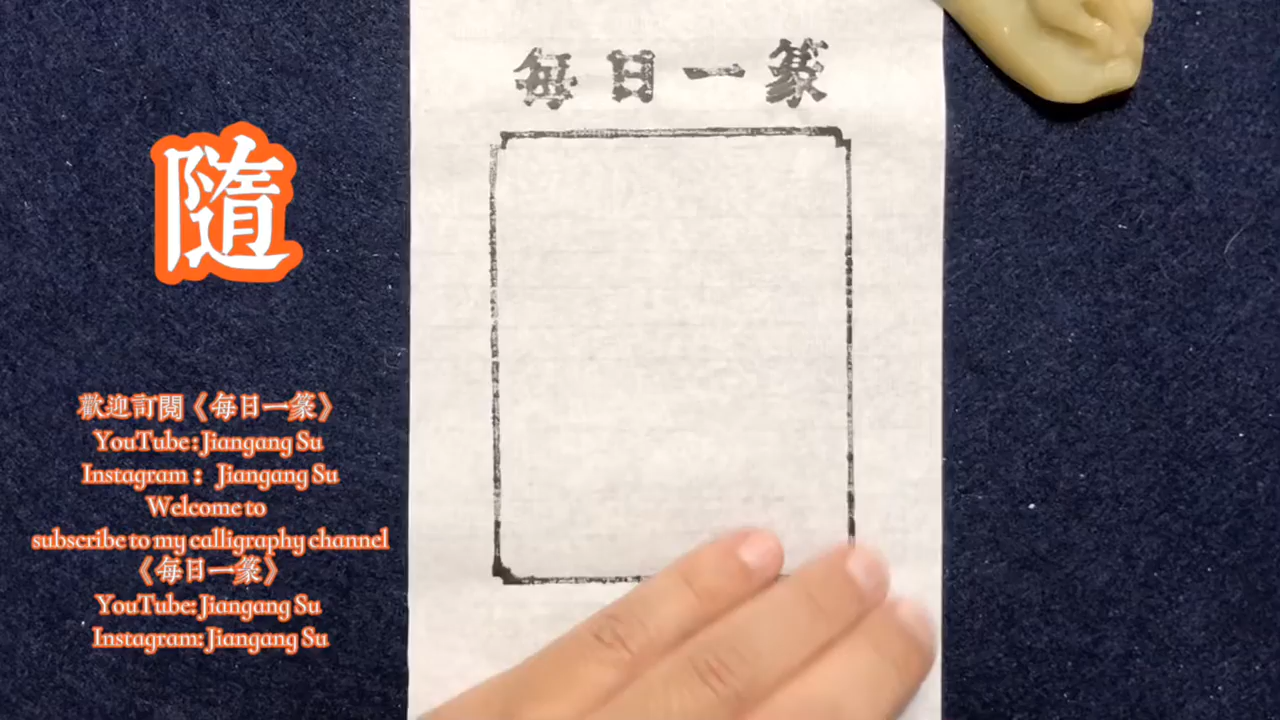 每日一篆
隨
歡迎訂閱《每日一篆》
YouTube : Jiangang Su
Instagram ： Jiangang Su
Welcome to
subscribe to my calligraphy channel
《每日一篆》
YouTube: Jiangang Su
Instagram: Jiangang Su